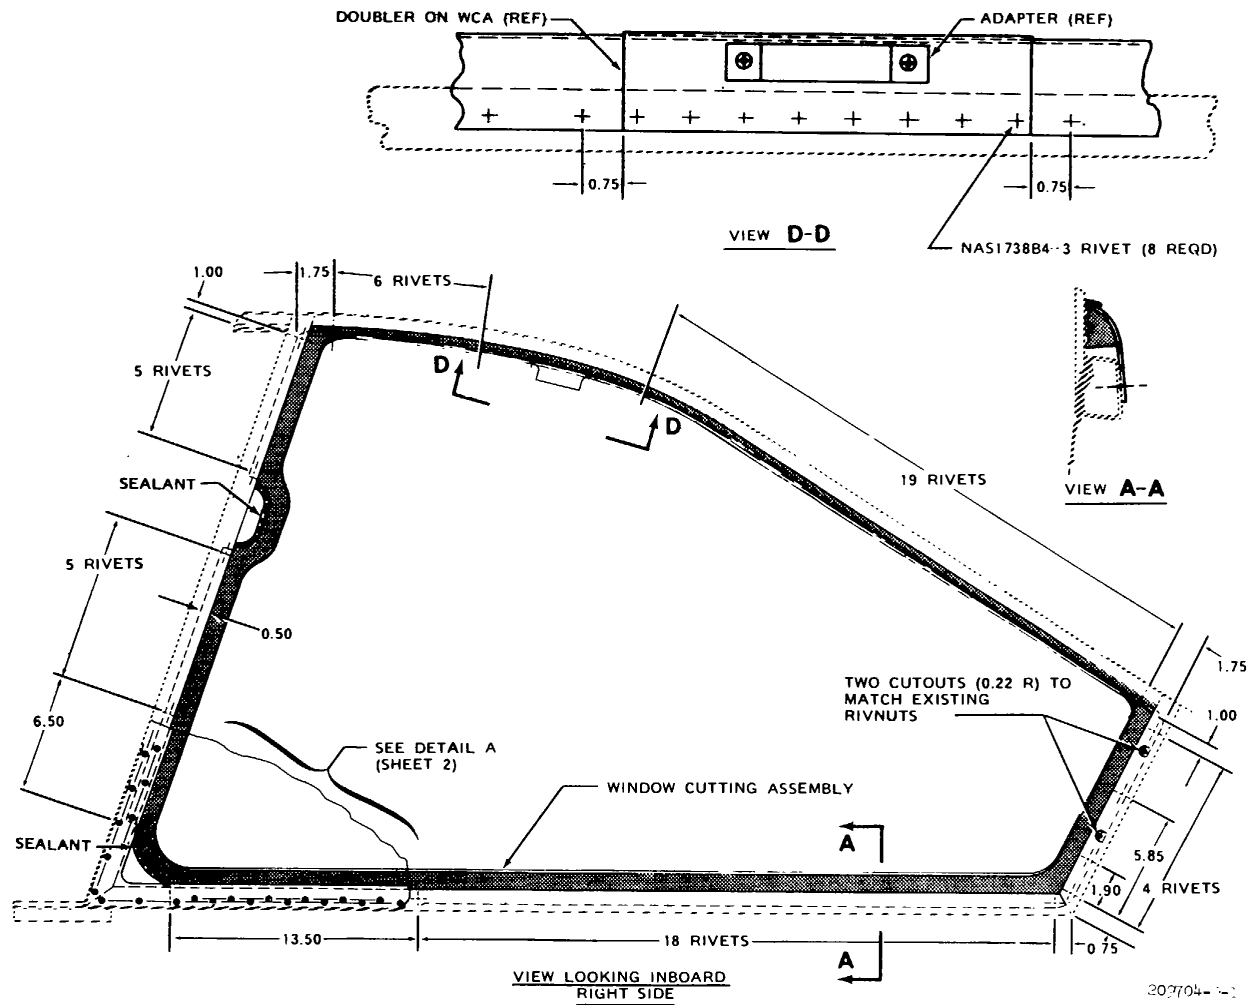 DOUBLER ON WCA (REF)
ADAPTER (REF)
0.75
0.75
VIEW D-D
NAS1738B4-3 RIVET (8 REQD)
1.00
1.75
6 RIVETS
5 RIVETS
D
D
SEALANT
19 RIVETS
VIEW A-A
5 RIVETS
0.50
1.75
TWO CUTOUTS (0.22 R) TO
MATCH EXISTING
RIVNUTS
1.00
6.50
SEE DETAIL A
(SHEET 2)
WINDOW CUTTING ASSEMBLY
SEALANT
A
5.85
1.90
4 RIVETS
13.50
18 RIVETS
0.75
A
VIEW LOOKING INBOARD
RIGHT SIDE